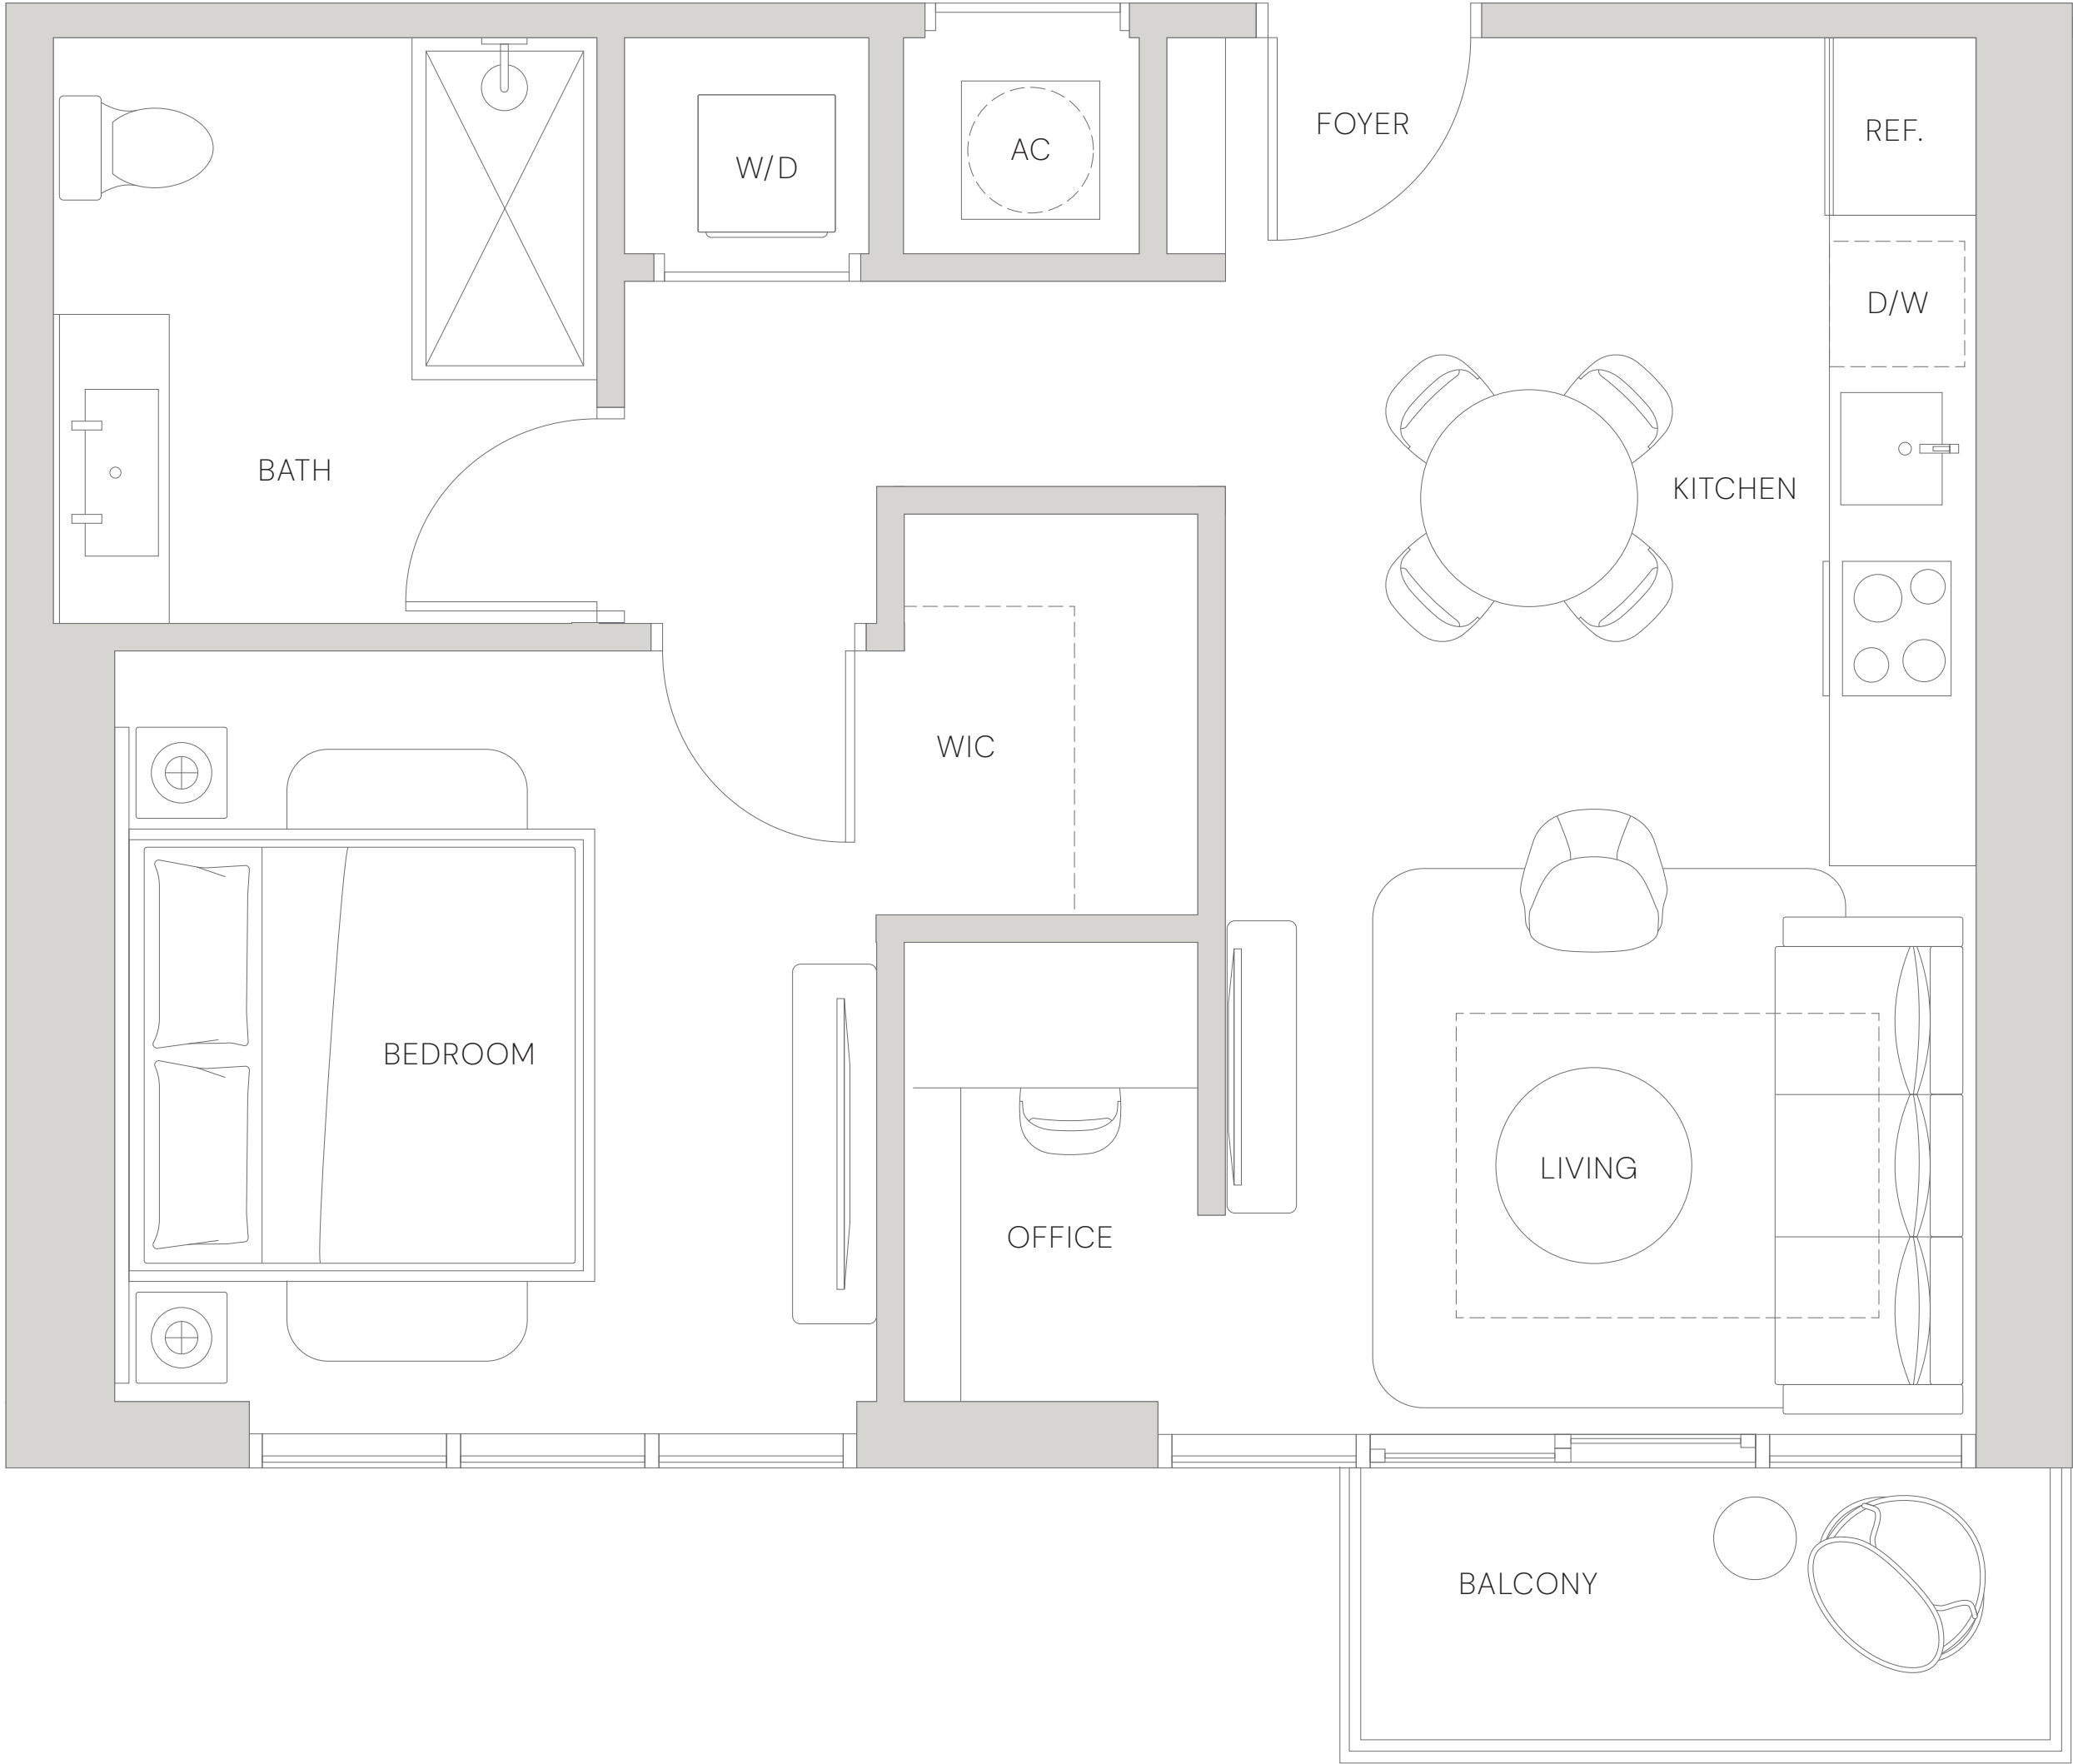 FOYER
REF.
AC
W/D
D/W
BATH
KITCHEN
WIC
BEDROOM
LIVING
OFFICE
BALCONY